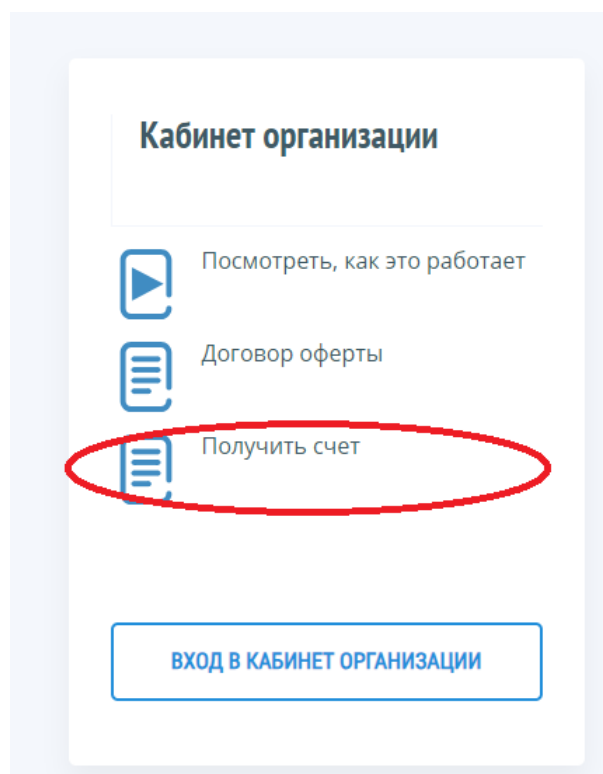 Кабинет организации
Посмотреть, как это работает
Договор оферты
Получить счет
ВХОД В КАБИНЕТ ОРГАНИЗАЦИИ